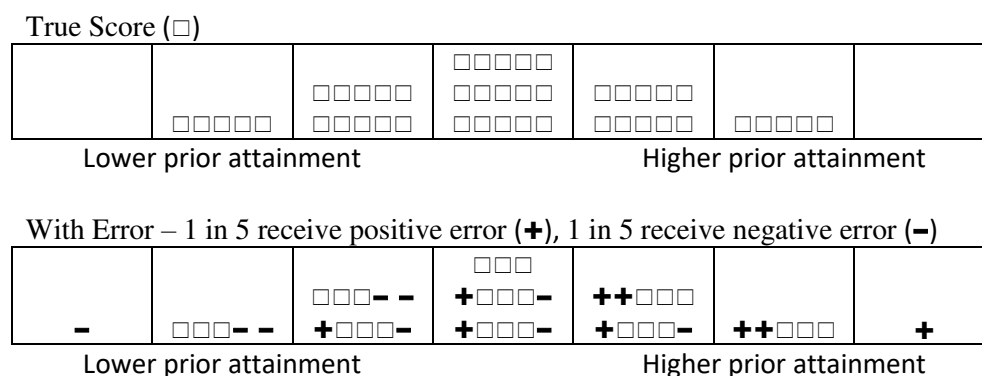 True Score (□)
□□□□□
□□□□□ □□□□□ □□□□□
□□□□□ □□□□□ □□□□□ □□□□□ □□□□□
Lower prior attainment Higher prior attainment
With Error – 1 in 5 receive positive error (+), 1 in 5 receive negative error (–)
□□□
□□□– – +□□□– ++□□□
– □□□– – +□□□– +□□□– +□□□– ++□□□ +
Lower prior attainment Higher prior attainment